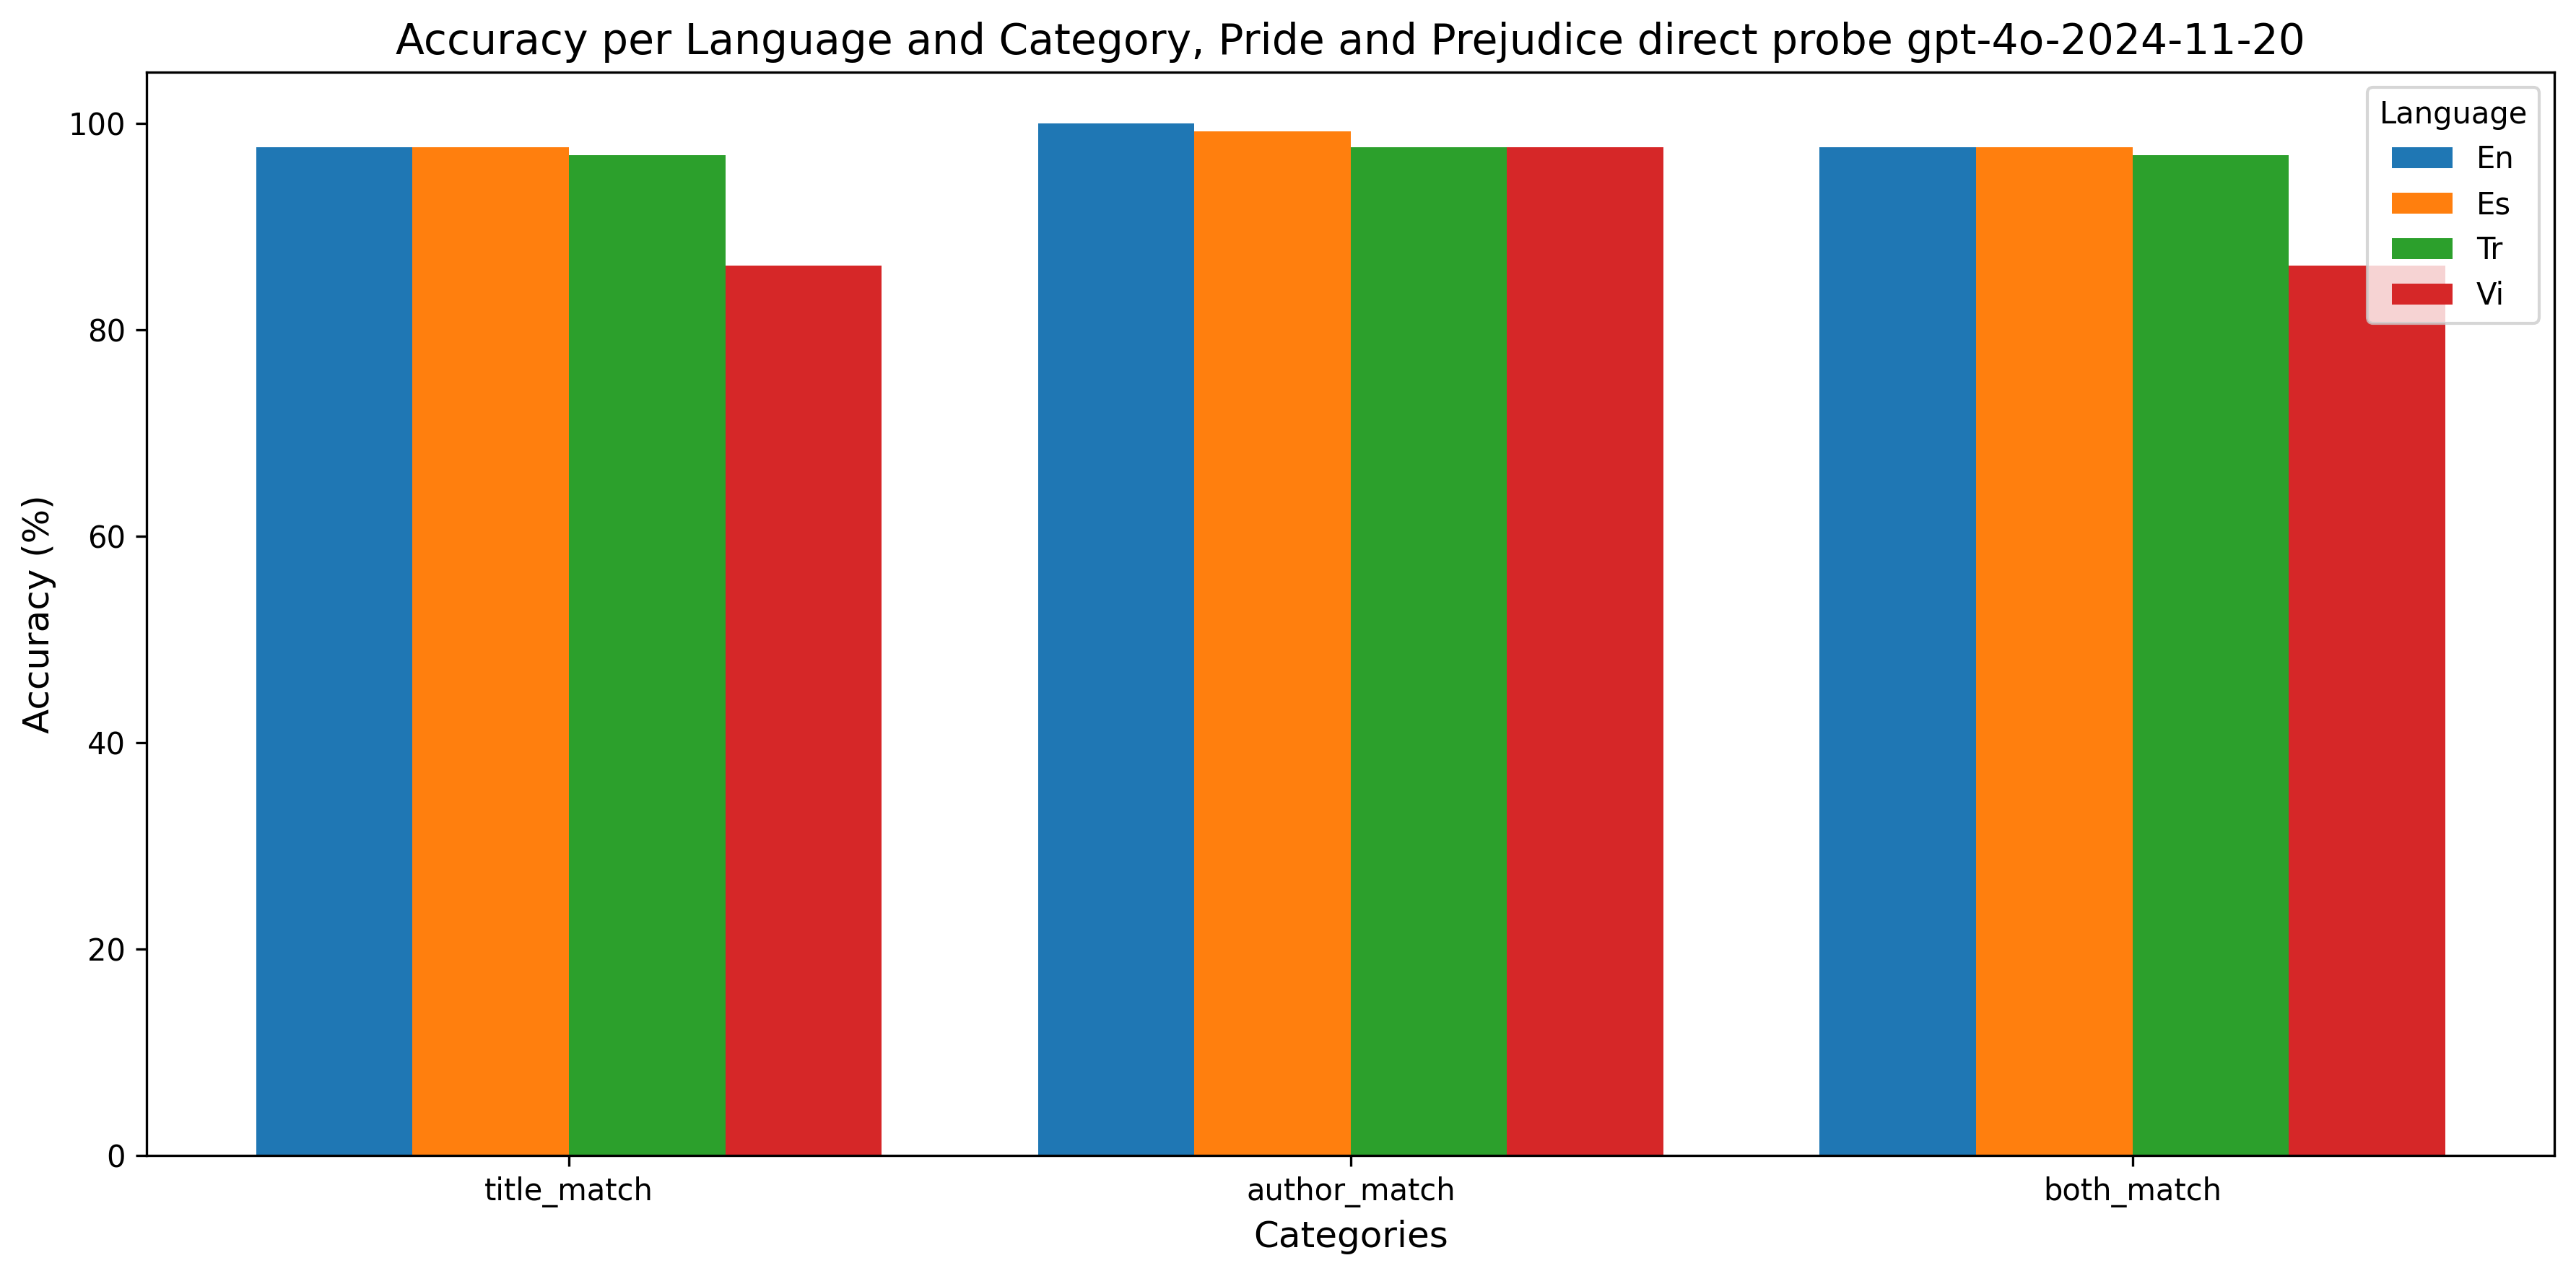 Accuracy per Language and Category, Pride and Prejudice direct probe gpt-4o-2024-11-20
Accuracy (%)
100
80
60
40
20
0
Language
En
Es
Tr
Vi
title_match
author_match
both_match
Categories